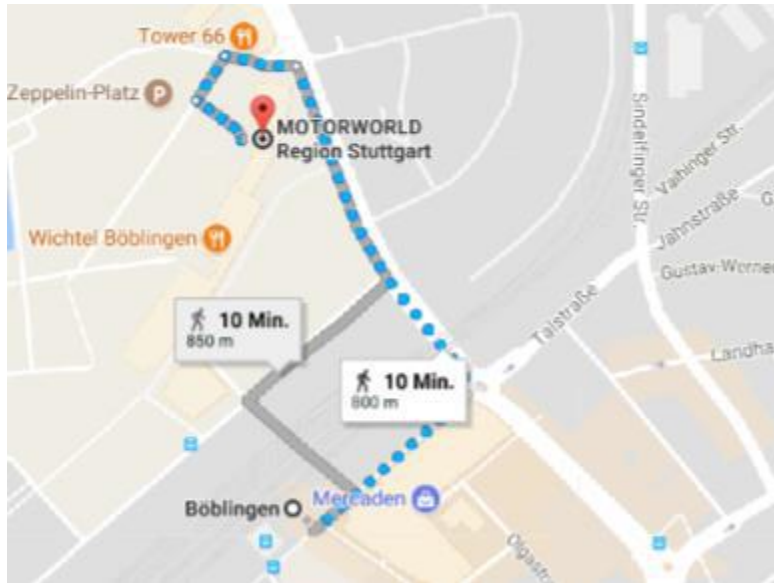 Tower 66
Zeppelin-Platz
P
MOTORWORLD
Region Stuttgart
Sindelfinger Str.
Vaihinger Str.
Jahnstraße
G
Wichtel Böblingen
Gustav-Werner
Talstraße
10 Min.
850 m
Landha
10 Min.
800 m
Böblingen
Mercaden
Olgastr